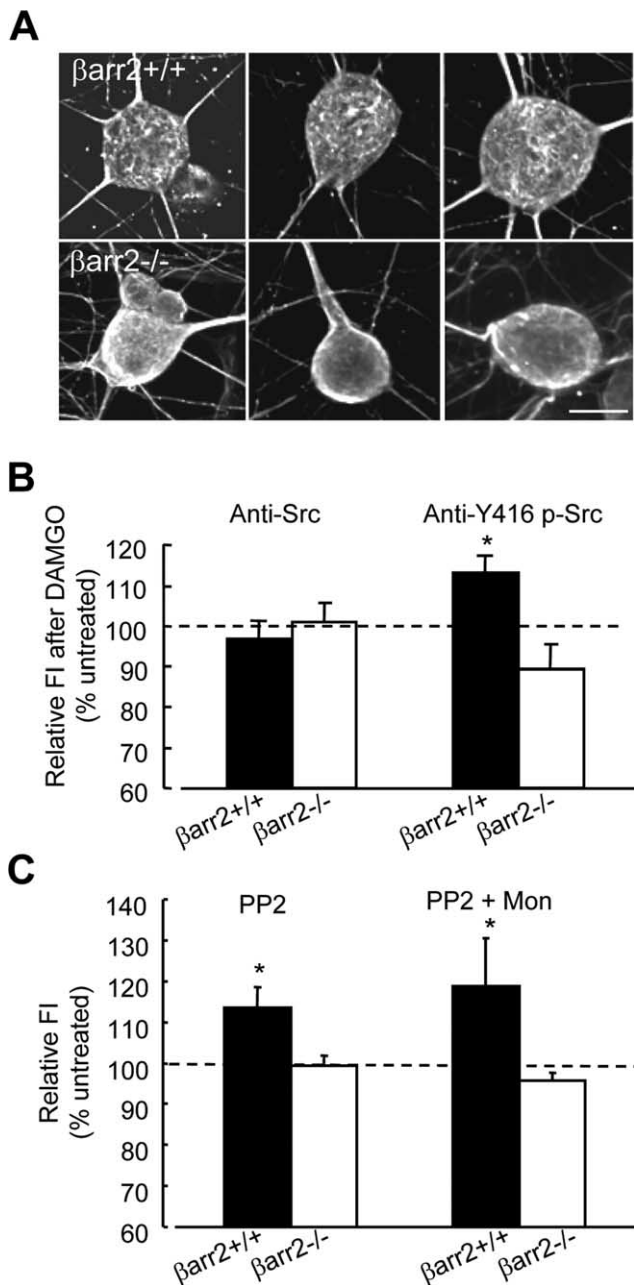 A
βarr2+/+
βarr2-/-
B
Anti-Src Anti-Y416 p-Src
Relative FI after DAMGO
(% untreated)
120
110
100
90
80
70
60
*
βarr2+/+ βarr2-/- βarr2+/+ βarr2-/-
C
PP2 PP2 + Mon
Relative FI
(% untreated)
140
130
120
110
100
90
80
70
60
* *
βarr2+/+ βarr2-/- βarr2+/+ βarr2-/-